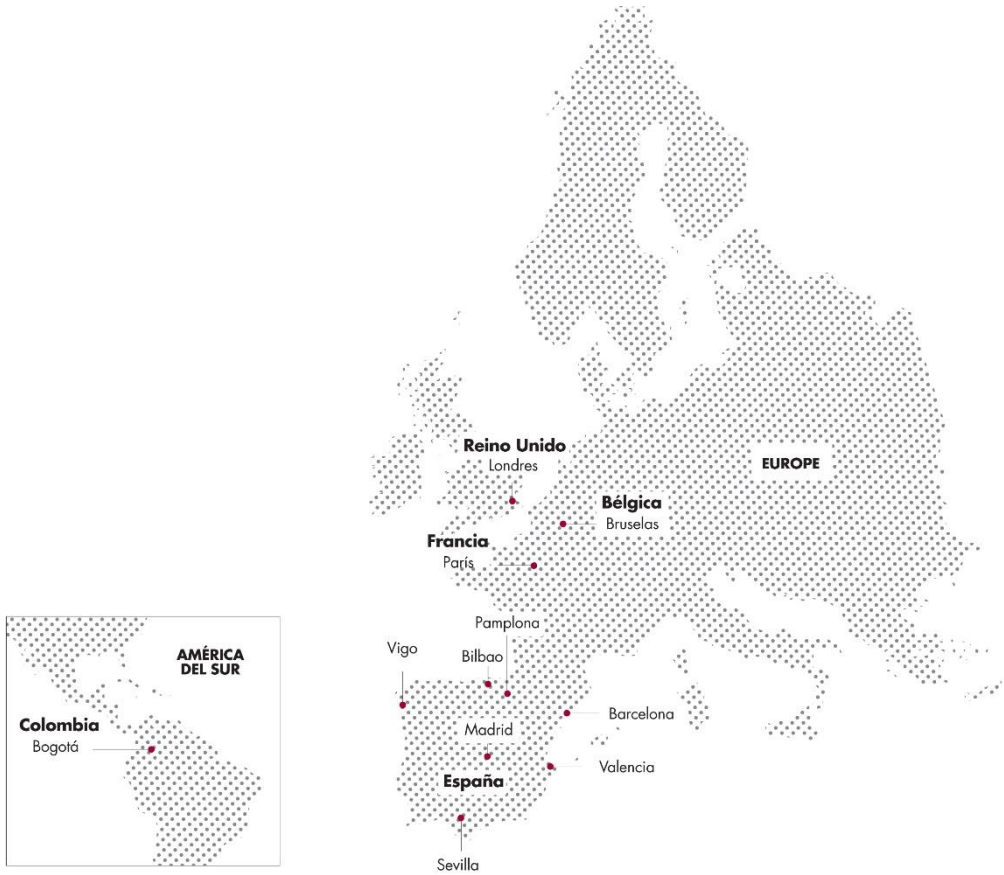 Reino Unido
Londres
EUROPE
Bélgica
Bruselas
Francia
París
Pamplona
Vigo
Bilbao
AMÉRICA
DEL SUR
Barcelona
Colombia
Madrid
Bogotá
Valencia
España
Sevilla